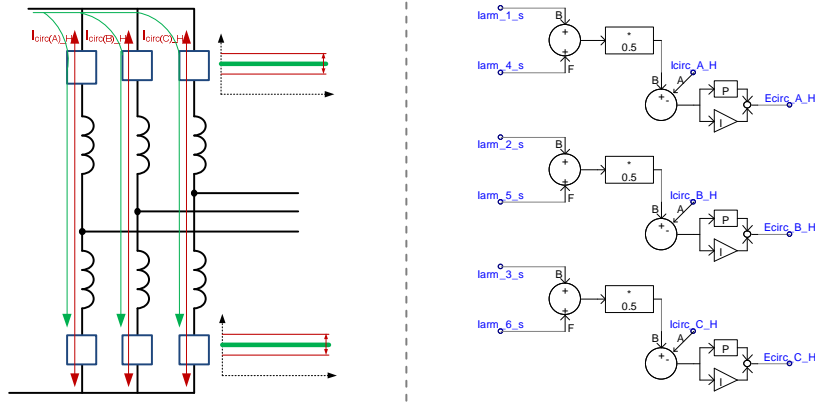 Icirc(A)_H Icirc(B)_H Icirc(C)_H
Iarm_1_s
B
+
+
F
*
0.5
Iarm_4_s
Icirc_A_H
B
A
+
-
P
I
Ecirc_A_H
Iarm_2_s
B
+
+
F
*
0.5
Iarm_5_s
Icirc_B_H
B
A
+
-
P
I
Ecirc_B_H
Iarm_3_s
B
+
+
F
*
0.5
Iarm_6_s
Icirc_C_H
B
A
+
-
P
I
Ecirc_C_H